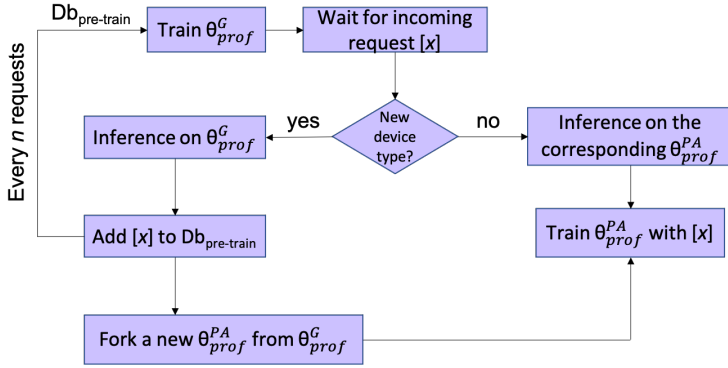 Db_pre-train
Train θ^G_prof
Wait for incoming
request [x]
Every n requests
Inference on θ^G_prof
yes
New
device
type?
no
Inference on the
corresponding θ^PA_prof
Add [x] to Db_pre-train
Train θ^PA_prof with [x]
Fork a new θ^PA_prof from θ^G_prof